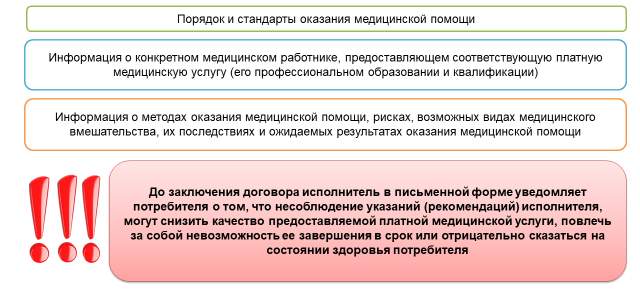 Порядок и стандарты оказания медицинской помощи
Информация о конкретном медицинском работнике, предоставляющем соответствующую платную
медицинскую услугу (его профессиональном образовании и квалификации)
Информация о методах оказания медицинской помощи, рисках, возможных видах медицинского
вмешательства, их последствиях и ожидаемых результатах оказания медицинской помощи
До заключения договора исполнитель в письменной форме уведомляет
потребителя о том, что несоблюдение указаний (рекомендаций) исполнителя,
могут снизить качество предоставляемой платной медицинской услуги, повлечь
за собой невозможность ее завершения в срок или отрицательно сказаться на
состоянии здоровья потребителя